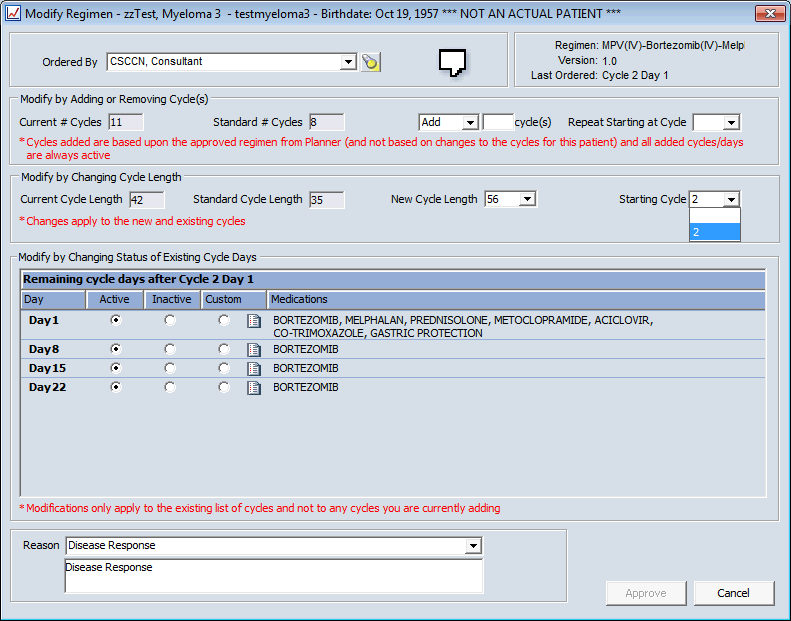 Modify Regimen - zzTest, Myeloma 3  - testmyeloma3 - Birthdate: Oct 19, 1957 *** NOT AN ACTUAL PATIENT ***
Ordered By CSCCN, Consultant
Regimen: MPV(IV)-Bortezomib(IV)-Melpl
Version: 1.0
Last Ordered: Cycle 2 Day 1
Modify by Adding or Removing Cycle(s)
Current # Cycles 11 Standard # Cycles 8 Add cycle(s) Repeat Starting at Cycle
*Cycles added are based upon the approved regimen from Planner (and not based on changes to the cycles for this patient) and all added cycles/days
are always active
Modify by Changing Cycle Length
Current Cycle Length 42 Standard Cycle Length 35 New Cycle Length 56 Starting Cycle 2
*Changes apply to the new and existing cycles
2
Modify by Changing Status of Existing Cycle Days
Remaining cycle days after Cycle 2 Day 1
Day Active Inactive Custom Medications
Day1 BORTEZOMIB, MELPHALAN, PREDNISOLONE, METOCLOPRAMIDE, ACICLOVIR,
CO-TRIMOXAZOLE, GASTRIC PROTECTION
Day8 BORTEZOMIB
Day15 BORTEZOMIB
Day22 BORTEZOMIB
*Modifications only apply to the existing list of cycles and not to any cycles you are currently adding
Reason Disease Response
Disease Response
Approve Cancel